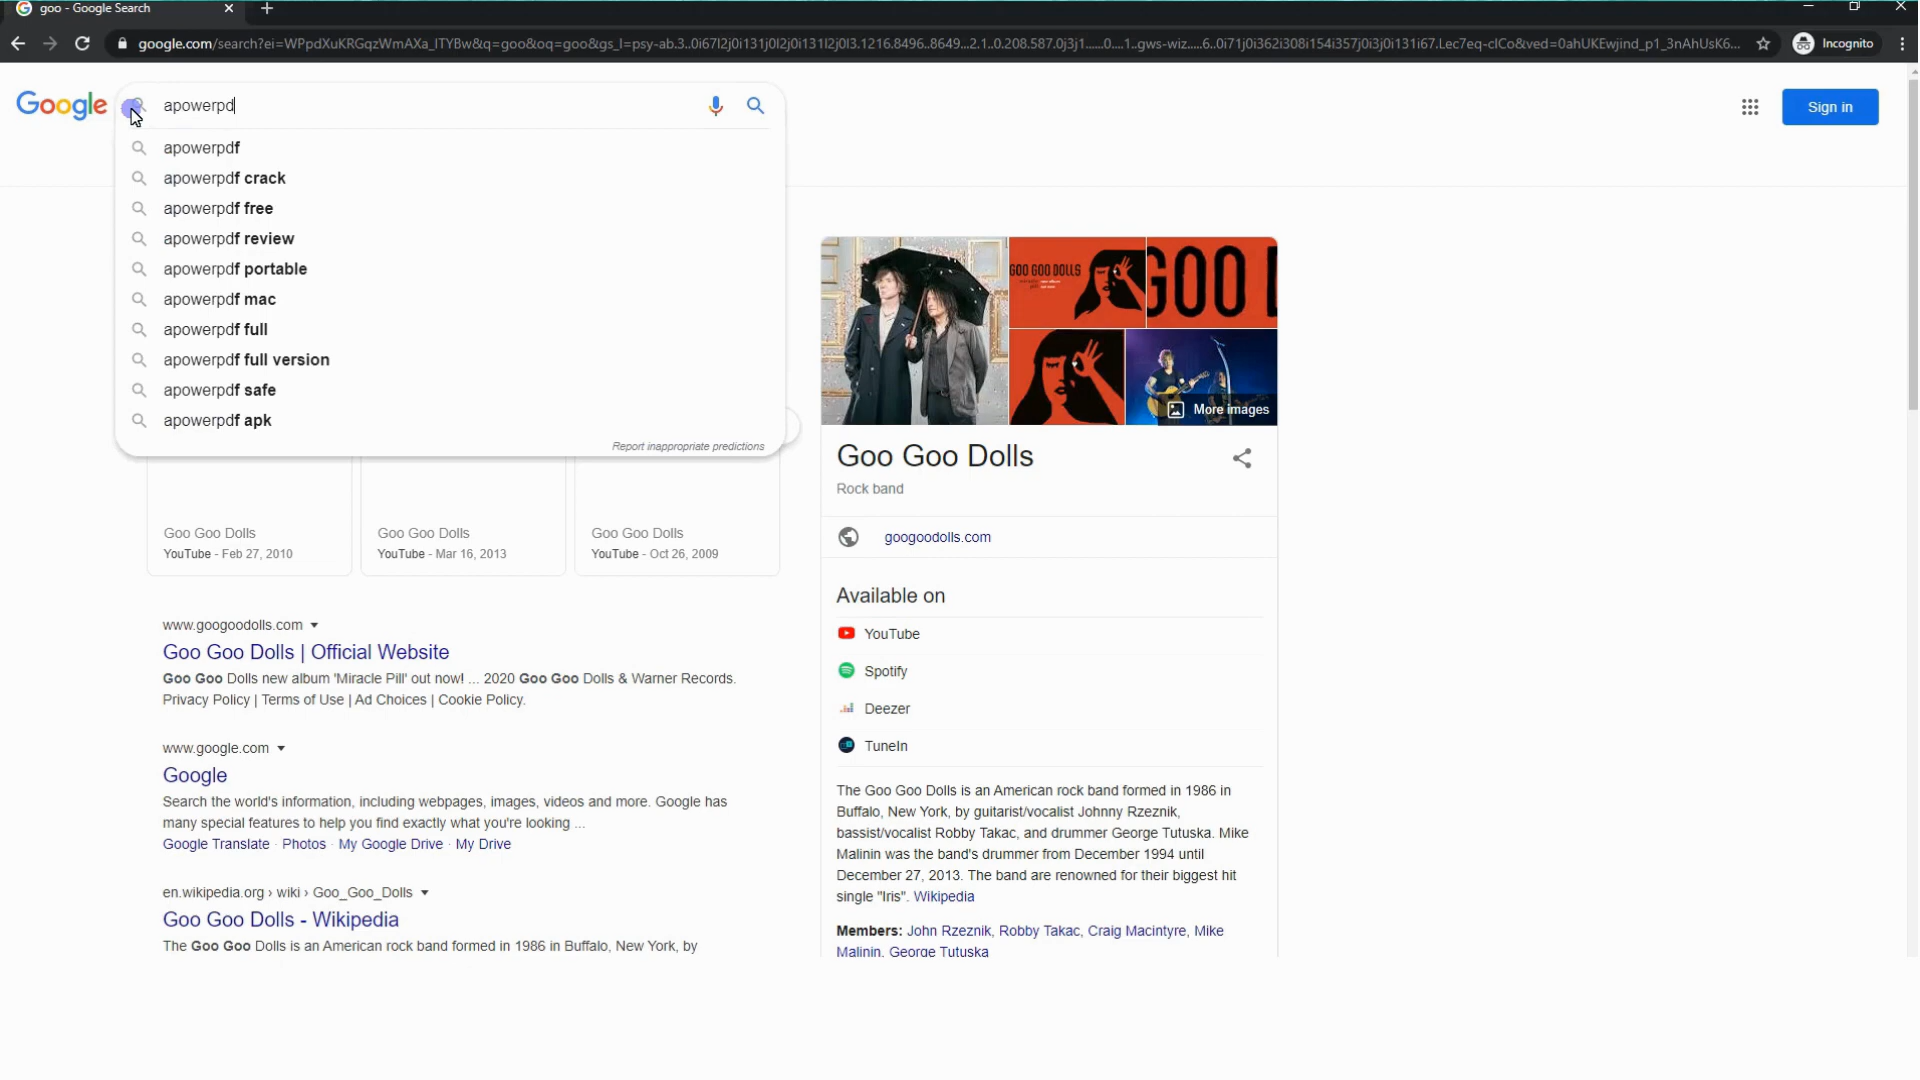 goo - Google Search
google.com/search?ei=WPpdXuKRGqzWmAXa_ITYBw&q=goo&oq=goo&gs_l=psy-ab.3..0i67l2j0i131j0l2j0i131l2j0l3.1216.8496..8649...2.1..0.208.587.0j3j1......0....1..gws-wiz.....6..0i71j0i362i308i154i357j0i3j0i131i67.Lec7eq-cICo&ved=0ahUKEwjind_p1_3nAhUsK6...
Incognito
Google
apowerpd
Sign in
apowerpdf
apowerpdf crack
apowerpdf free
apowerpdf review
apowerpdf portable
apowerpdf mac
apowerpdf full
apowerpdf full version
apowerpdf safe
apowerpdf apk
Report inappropriate predictions
Goo Goo Dolls
YouTube - Feb 27, 2010
Goo Goo Dolls
YouTube - Mar 16, 2013
Goo Goo Dolls
YouTube - Oct 26, 2009
www.googoodolls.com
Goo Goo Dolls | Official Website
Goo Goo Dolls new album 'Miracle Pill' out now! ... 2020 Goo Goo Dolls & Warner Records.
Privacy Policy | Terms of Use | Ad Choices | Cookie Policy.
www.google.com
Google
Search the world's information, including webpages, images, videos and more. Google has
many special features to help you find exactly what you're looking ...
Google Translate · Photos · My Google Drive · My Drive
en.wikipedia.org › wiki › Goo_Goo_Dolls
Goo Goo Dolls - Wikipedia
The Goo Goo Dolls is an American rock band formed in 1986 in Buffalo, New York, by
GOO GOO DOLLS
GOO D
More images
Goo Goo Dolls
Rock band
googoodolls.com
Available on
YouTube
Spotify
Deezer
TuneIn
The Goo Goo Dolls is an American rock band formed in 1986 in
Buffalo, New York, by guitarist/vocalist Johnny Rzeznik,
bassist/vocalist Robby Takac, and drummer George Tutuska. Mike
Malinin was the band's drummer from December 1994 until
December 27, 2013. The band are renowned for their biggest hit
single "Iris". Wikipedia
Members: John Rzeznik, Robby Takac, Craig Macintyre, Mike
Malinin, George Tutuska